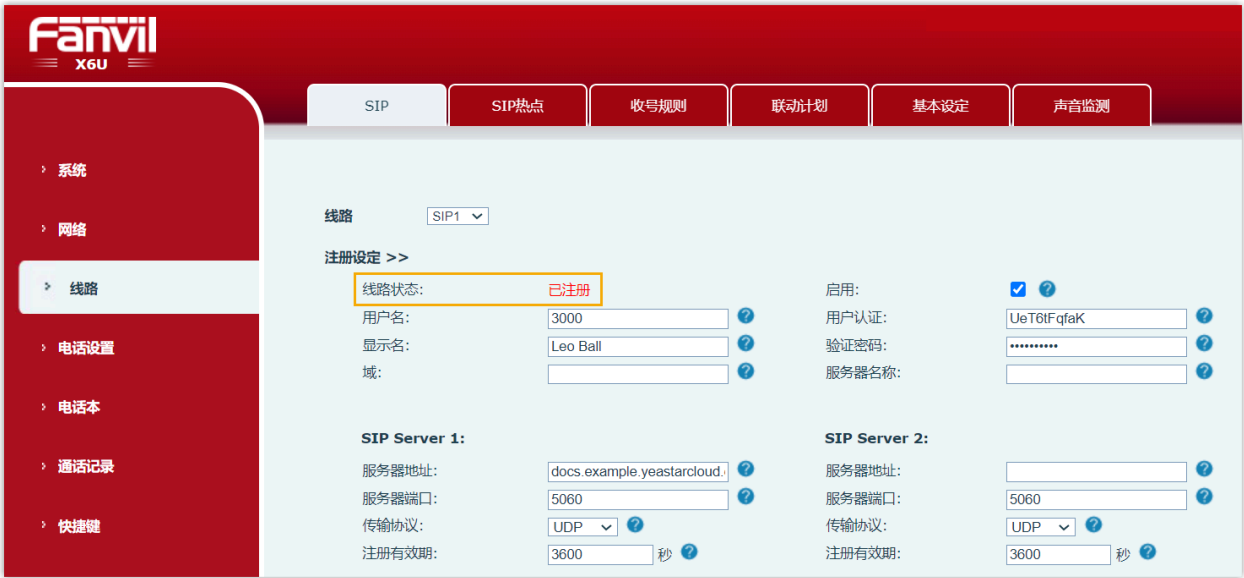 Fanvil
X6U
SIP SIP热点 收号规则 联动计划 基本设定 声音监测
系统
网络
线路
电话设置
电话本
通话记录
快捷键
线路 SIP1
注册设定 >>
线路状态: 已注册 启用:
用户名: 3000 用户认证: UeT6tFqfaK
显示名: Leo Ball 验证密码: ••••••••••
域: 服务器名称:
SIP Server 1: SIP Server 2:
服务器地址: docs.example.yeastarcloud. 服务器地址:
服务器端口: 5060 服务器端口: 5060
传输协议: UDP 传输协议: UDP
注册有效期: 3600 秒 注册有效期: 3600 秒